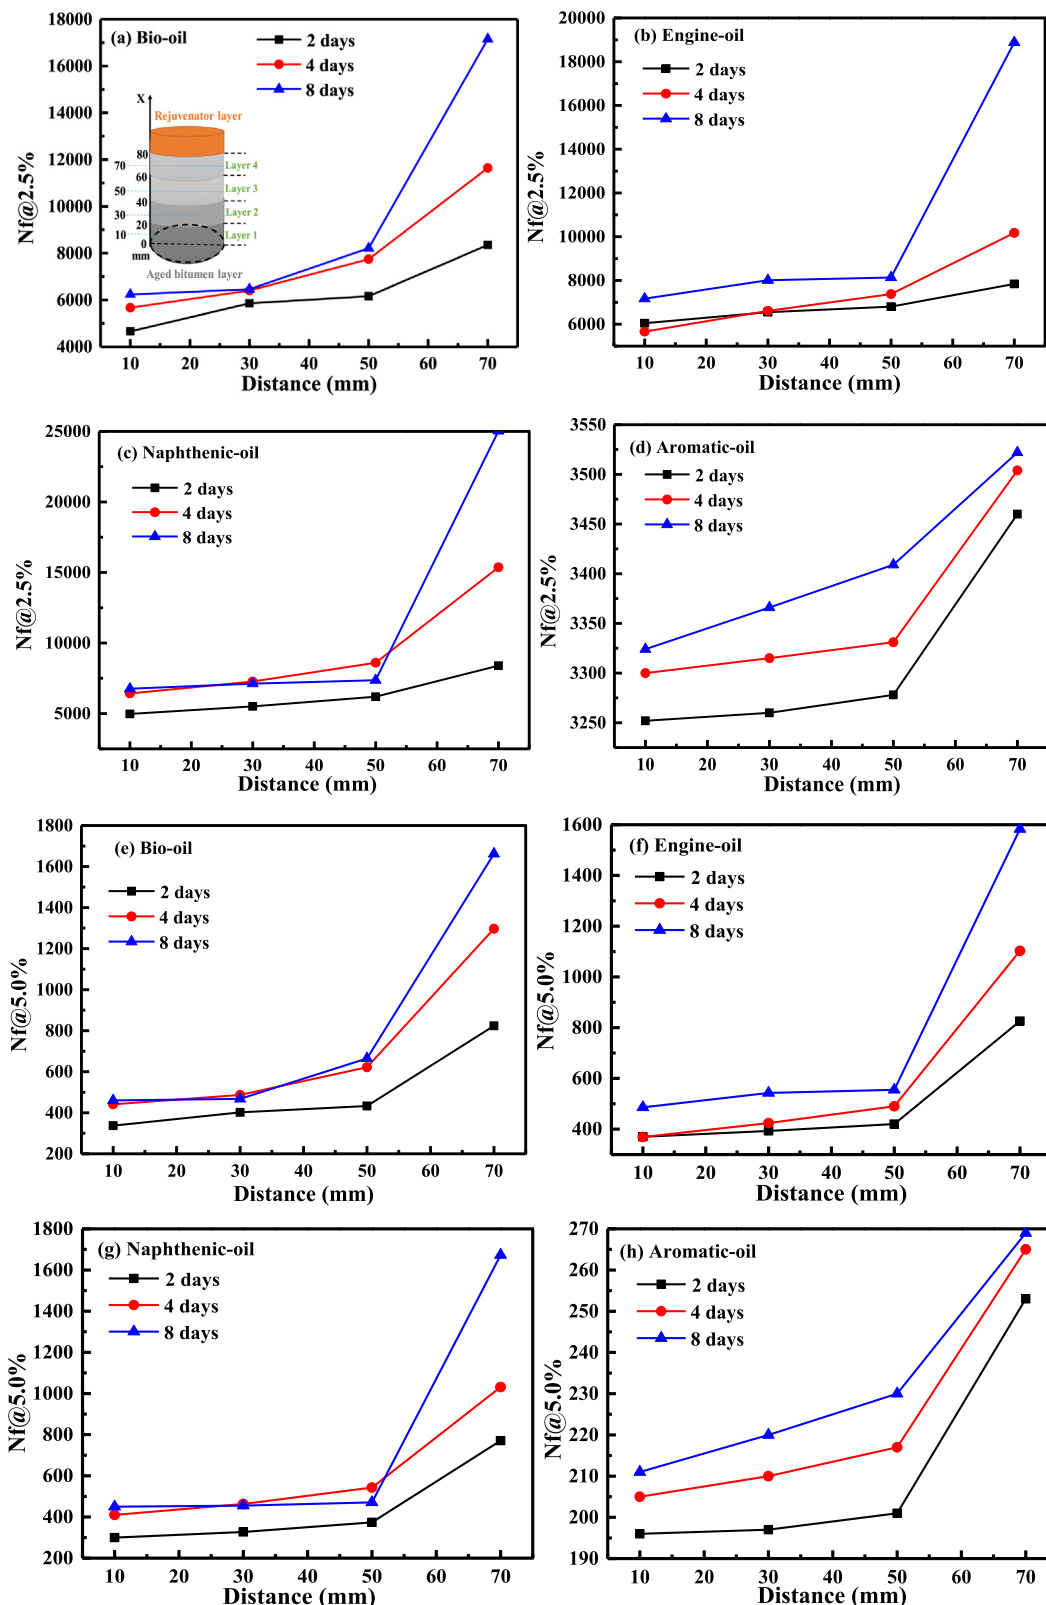 (a) Bio-oil
2 days
4 days
8 days
X
Rejuvenator layer
80
70
60
50
40
30
20
10
0
mm
Layer 4
Layer 3
Layer 2
Layer 1
Aged bitumen layer
18000
16000
14000
12000
10000
8000
6000
4000
Nf@2.5%
10 20 30 40 50 60 70
Distance (mm)
(b) Engine-oil
2 days
4 days
8 days
20000
18000
16000
14000
12000
10000
8000
6000
Nf@2.5%
10 20 30 40 50 60 70
Distance (mm)
(c) Naphthenic-oil
2 days
4 days
8 days
25000
20000
15000
10000
5000
Nf@2.5%
10 20 30 40 50 60 70
Distance (mm)
(d) Aromatic-oil
2 days
4 days
8 days
3550
3500
3450
3400
3350
3300
3250
Nf@2.5%
10 20 30 40 50 60 70
Distance (mm)
(e) Bio-oil
2 days
4 days
8 days
1800
1600
1400
1200
1000
800
600
400
200
Nf@5.0%
10 20 30 40 50 60 70
Distance (mm)
(f) Engine-oil
2 days
4 days
8 days
1600
1400
1200
1000
800
600
400
Nf@5.0%
10 20 30 40 50 60 70
Distance (mm)
(g) Naphthenic-oil
2 days
4 days
8 days
1800
1600
1400
1200
1000
800
600
400
200
Nf@5.0%
10 20 30 40 50 60 70
Distance (mm)
(h) Aromatic-oil
2 days
4 days
8 days
270
260
250
240
230
220
210
200
190
Nf@5.0%
10 20 30 40 50 60 70
Distance (mm)